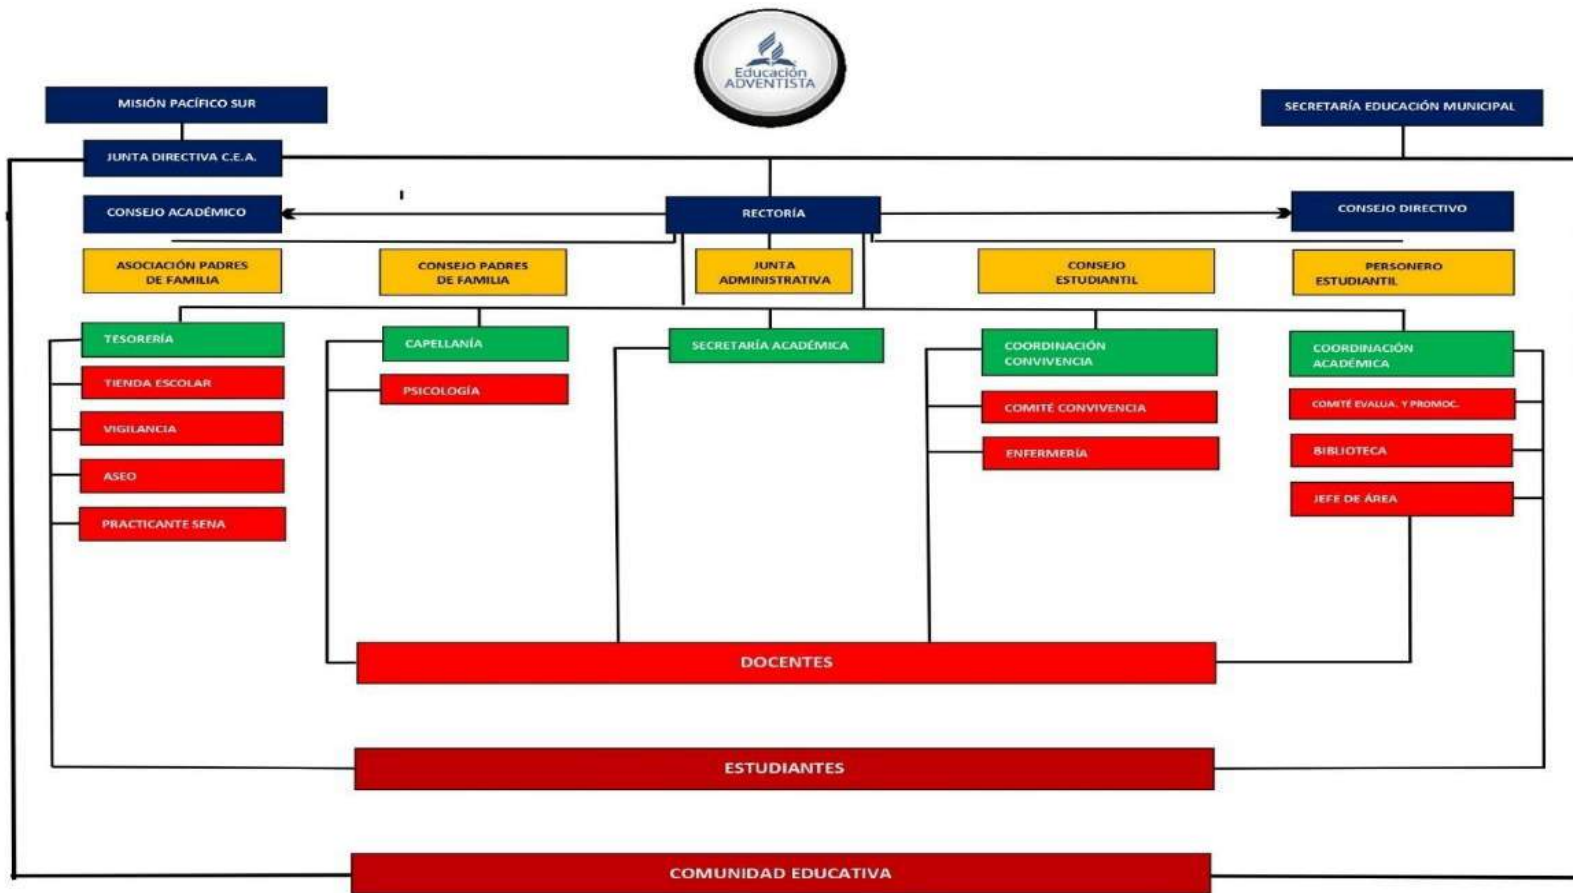 Educación
ADVENTISTA
MISIÓN PACÍFICO SUR
SECRETARÍA EDUCACIÓN MUNICIPAL
JUNTA DIRECTIVA C.E.A.
CONSEJO ACADÉMICO
RECTORÍA
CONSEJO DIRECTIVO
ASOCIACIÓN PADRES
DE FAMILIA
CONSEJO PADRES
DE FAMILIA
JUNTA
ADMINISTRATIVA
CONSEJO
ESTUDIANTIL
PERSONERO
ESTUDIANTIL
TESORERÍA
TIENDA ESCOLAR
VIGILANCIA
ASEO
PRACTICANTE SENA
CAPELLANÍA
PSICOLOGÍA
SECRETARÍA ACADÉMICA
COORDINACIÓN
CONVIVENCIA
COMITÉ CONVIVENCIA
ENFERMERÍA
COORDINACIÓN
ACADÉMICA
COMITÉ EVALUA. Y PROMOC.
BIBLIOTECA
JEFE DE ÁREA
DOCENTES
ESTUDIANTES
COMUNIDAD EDUCATIVA